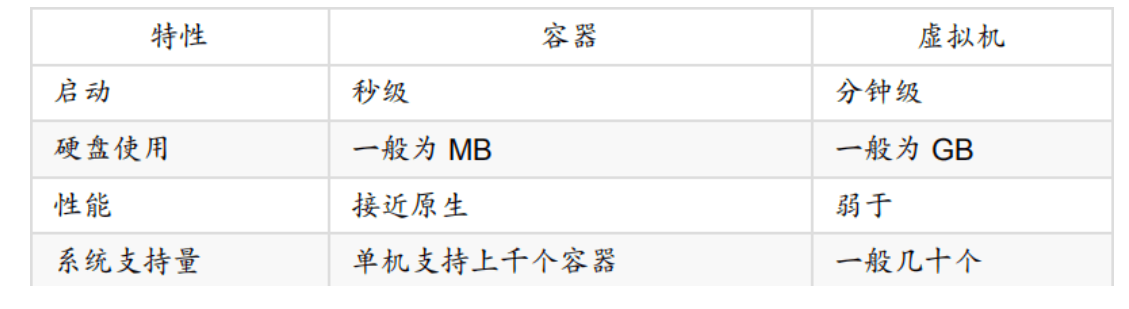 特性 容器 虚拟机
启动 秒级 分钟级
硬盘使用 一般为 MB 一般为 GB
性能 接近原生 弱于
系统支持量 单机支持上千个容器 一般几十个